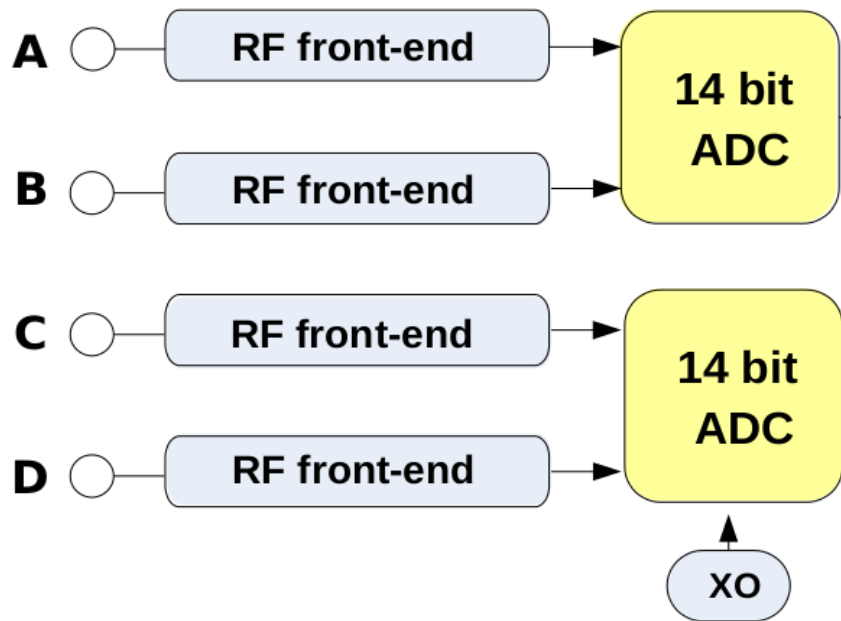 A
RF front-end
14 bit
ADC
B
RF front-end
C
RF front-end
14 bit
ADC
D
RF front-end
XO